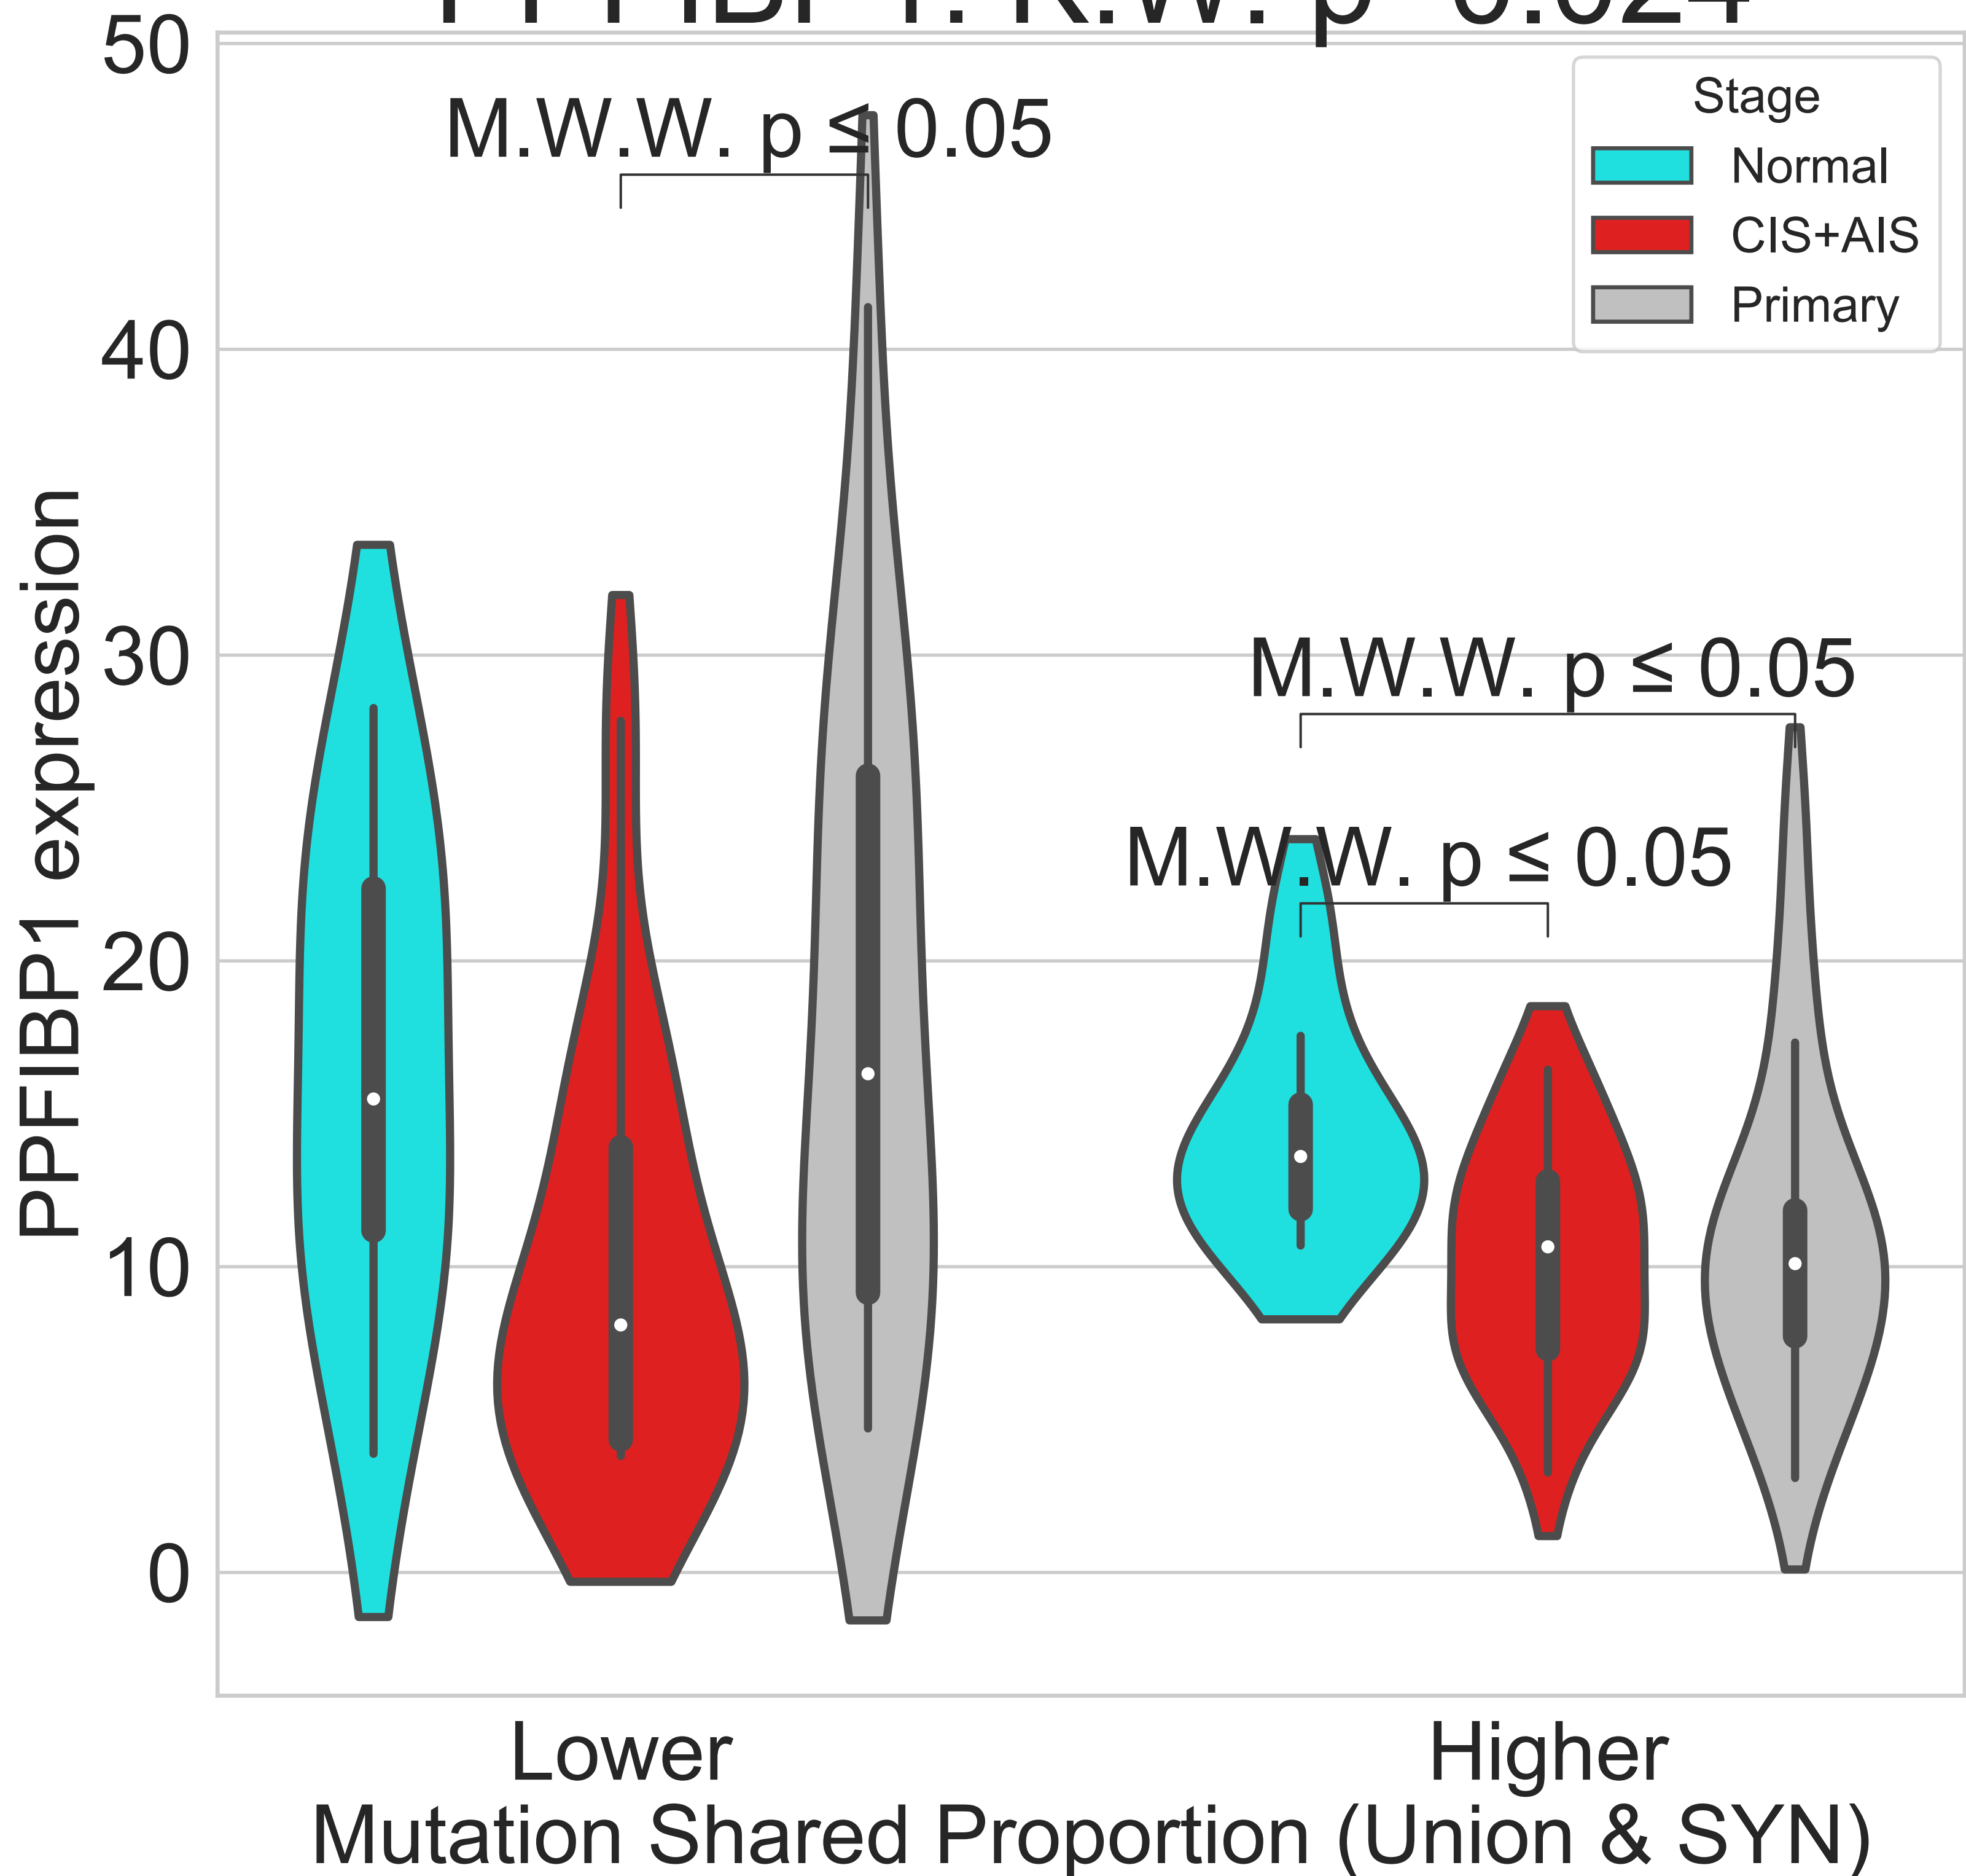 50
M.W.W. p ≤ 0.05
Stage
Normal
CIS+AIS
Primary
40
30
20
10
0
PPFIBP1 expression
M.W.W. p ≤ 0.05
M.W.W. p ≤ 0.05
Lower
Higher
Mutation Shared Proportion (Union & SYN)